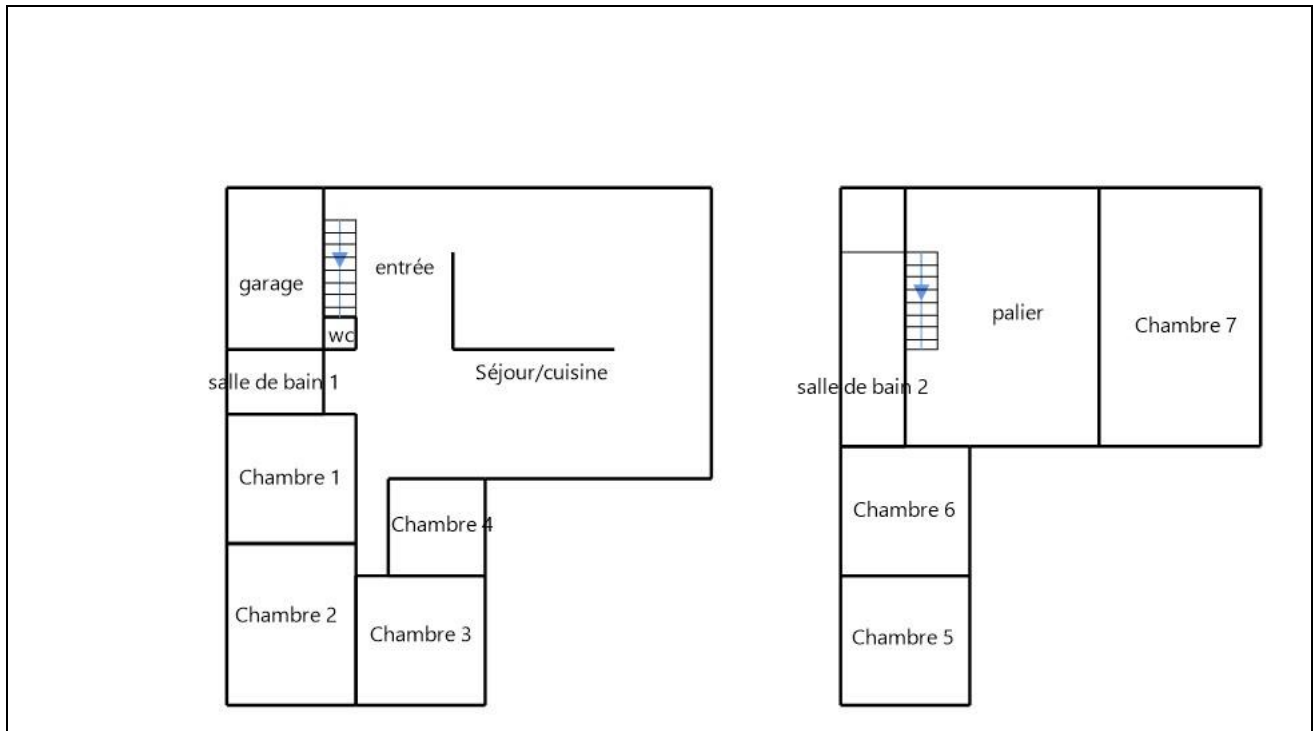 entrée
garage
wc
salle de bain 1
Séjour/cuisine
Chambre 1
Chambre 4
Chambre 2
Chambre 3
palier
Chambre 7
salle de bain 2
Chambre 6
Chambre 5